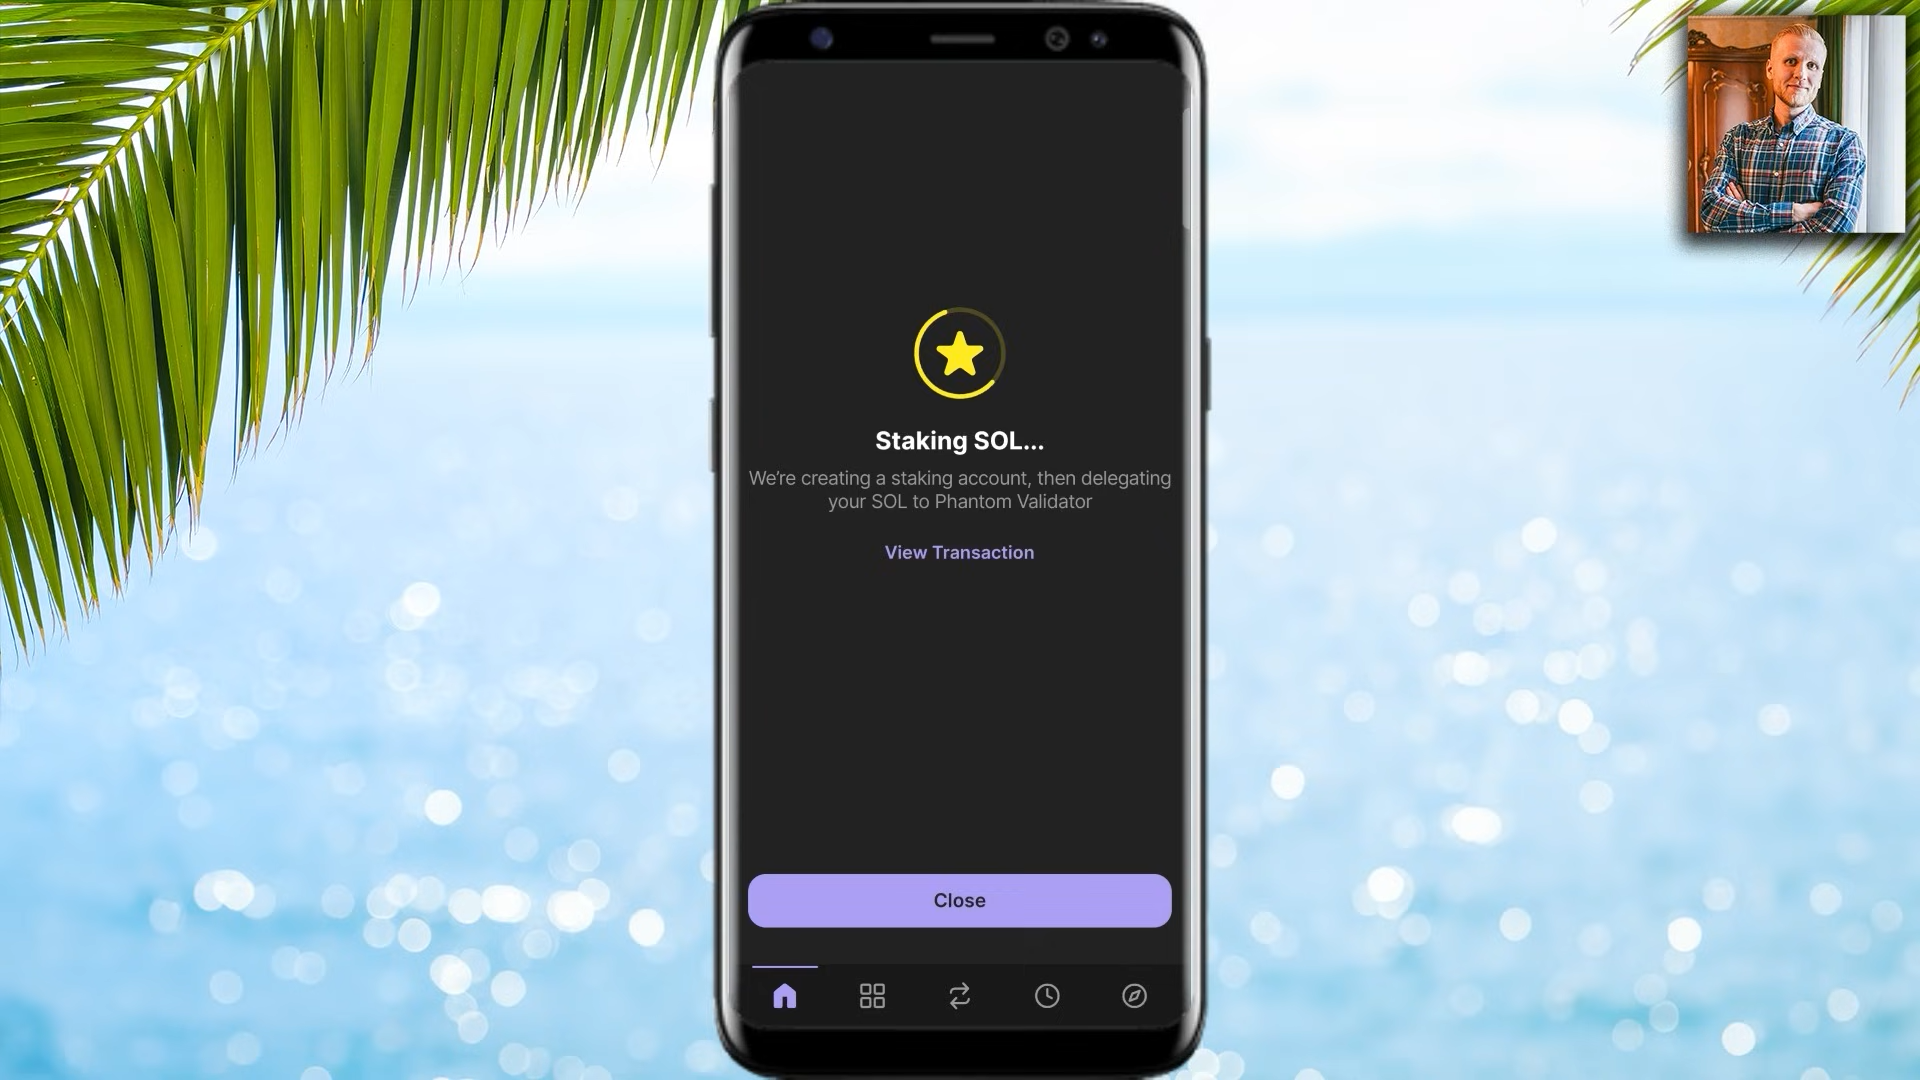 Staking SOL...
We’re creating a staking account, then delegating
your SOL to Phantom Validator
View Transaction
Close